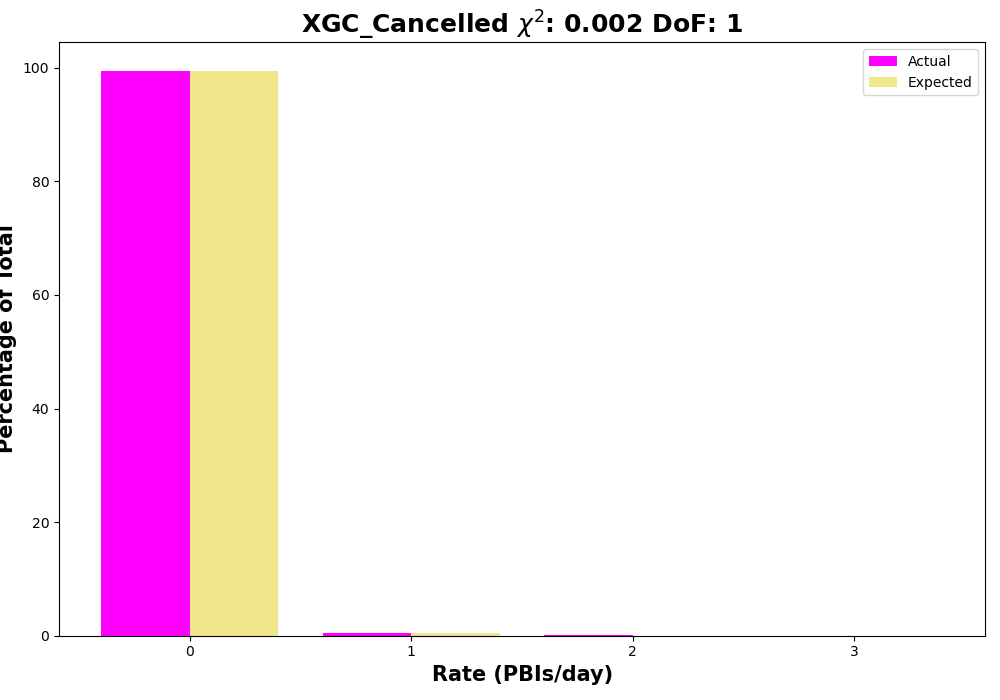 XGC_Cancelled χ²: 0.002 DoF: 1
Actual
Expected
100
80
60
40
20
0
Percentage of Total
0 1 2 3
Rate (PBIs/day)